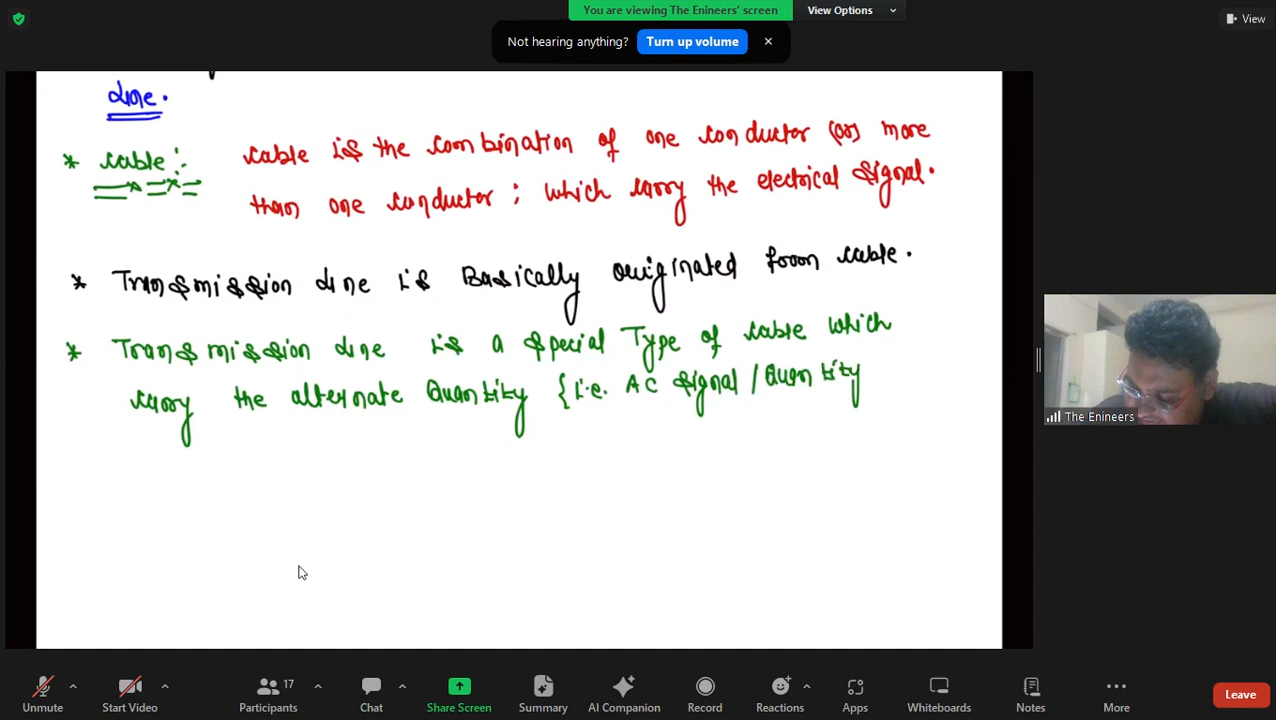 You are viewing The Enineers' screen
View Options
View
Not hearing anything?
Turn up volume
Line.
* Cable:
Cable is the combination of one conductor (or) more
than one conductor; which carry the electrical signal.
* Transmission Line is Basically originated from cable.
* Transmission Line is a special Type of cable which
carry the alternate Quantity {i.e. AC signal / Quantity
The Enineers
The Enineers
Unmute
Start Video
17
Participants
Chat
Share Screen
Summary
AI Companion
Record
Reactions
Apps
Whiteboards
Notes
More
Leave